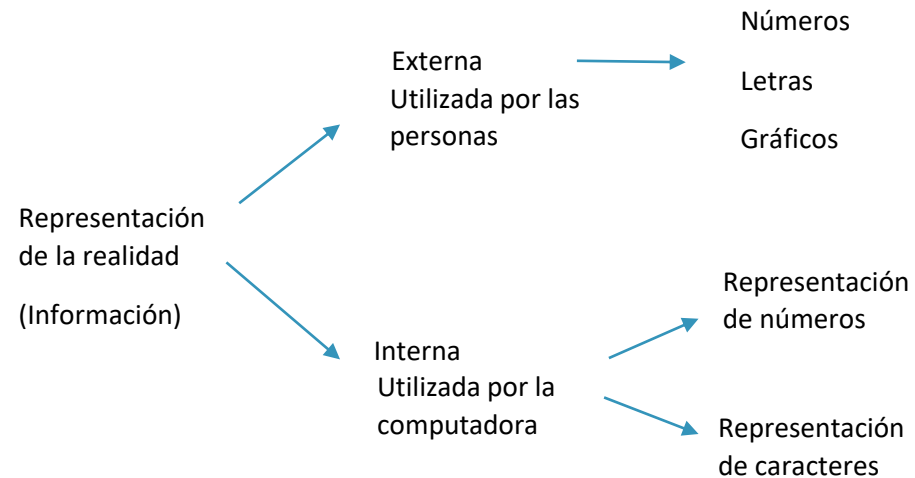 Representación
de la realidad
(Información)
Externa
Utilizada por las
personas
Números
Letras
Gráficos
Interna
Utilizada por la
computadora
Representación
de números
Representación
de caracteres